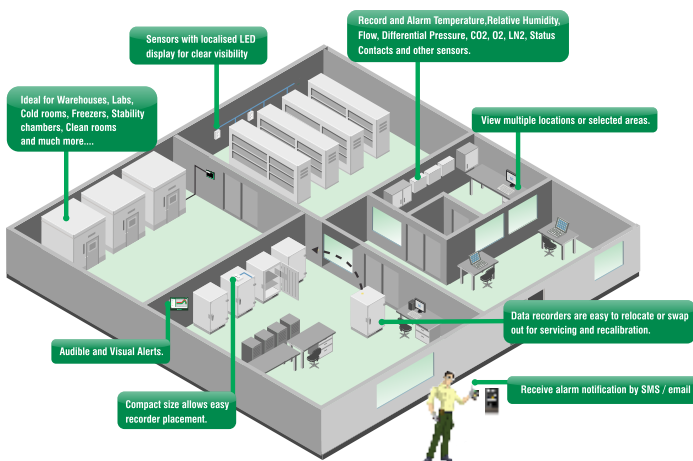 Sensors with localised LED
display for clear visibility
Record and Alarm Temperature,Relative Humidity,
Flow, Differential Pressure, CO2, O2, LN2, Status
Contacts and other sensors.
Ideal for Warehouses, Labs,
Cold rooms, Freezers, Stability
chambers, Clean rooms
and much more....
View multiple locations or selected areas.
Data recorders are easy to relocate or swap
out for servicing and recalibration.
Audible and Visual Alerts.
Compact size allows easy
recorder placement.
Receive alarm notification by SMS / email